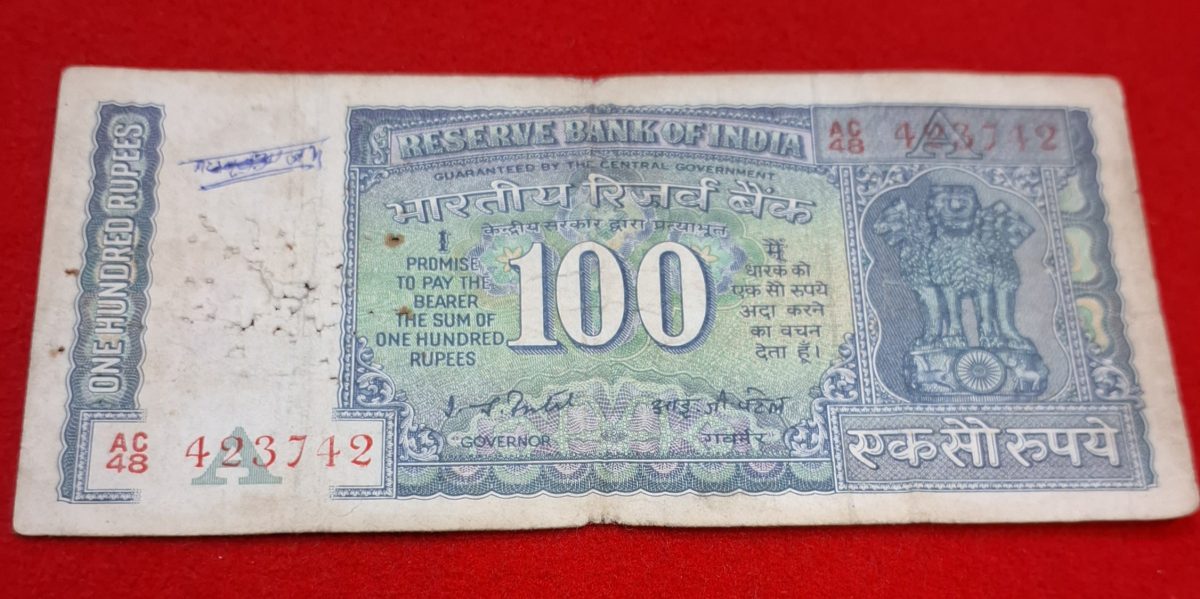 ONE HUNDRED RUPEES
RESERVE BANK OF INDIA
AC
48
423742
A
GUARANTEED BY THE CENTRAL GOVERNMENT
भारतीय रिज़र्व बैंक
केन्द्रीय सरकार द्वारा प्रत्याभूत
I
PROMISE
TO PAY THE
BEARER
THE SUM OF
ONE HUNDRED
RUPEES
100
मैं
धारक को
एक सौ रुपये
अदा करने
का वचन
देता हूँ।
GOVERNOR
गवर्नर
AC
48
423742
A
एक सौ रुपये